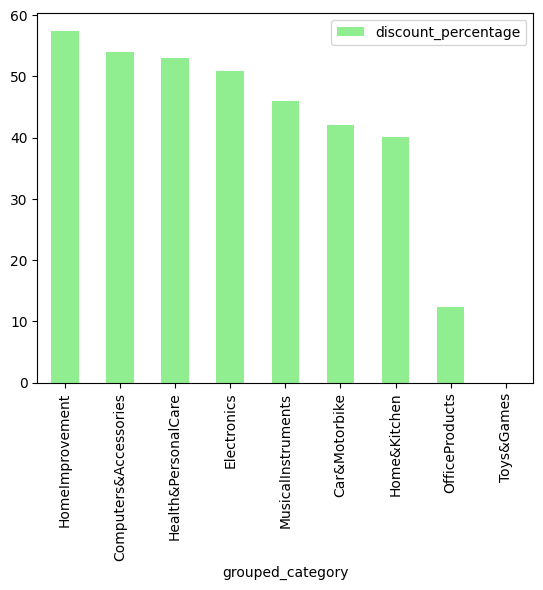 60
50
40
30
20
10
0
discount_percentage
HomeImprovement
Computers&Accessories
Health&PersonalCare
Electronics
MusicalInstruments
Car&Motorbike
Home&Kitchen
OfficeProducts
Toys&Games
grouped_category